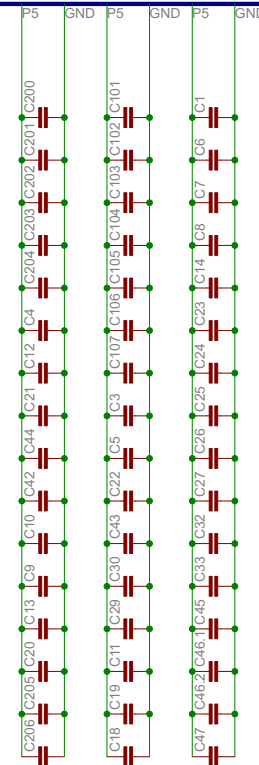 P5 GND P5 GND P5 GND
C200 C101 C1
C201 C102 C6
C202 C103 C7
C203 C104 C8
C204 C105 C14
C4 C106 C23
C12 C107 C24
C21 C3 C25
C44 C5 C26
C42 C22 C27
C10 C43 C32
C9 C30 C33
C13 C29 C45
C20 C11 C46.1
C205 C19 C46.2
C206 C18 C47